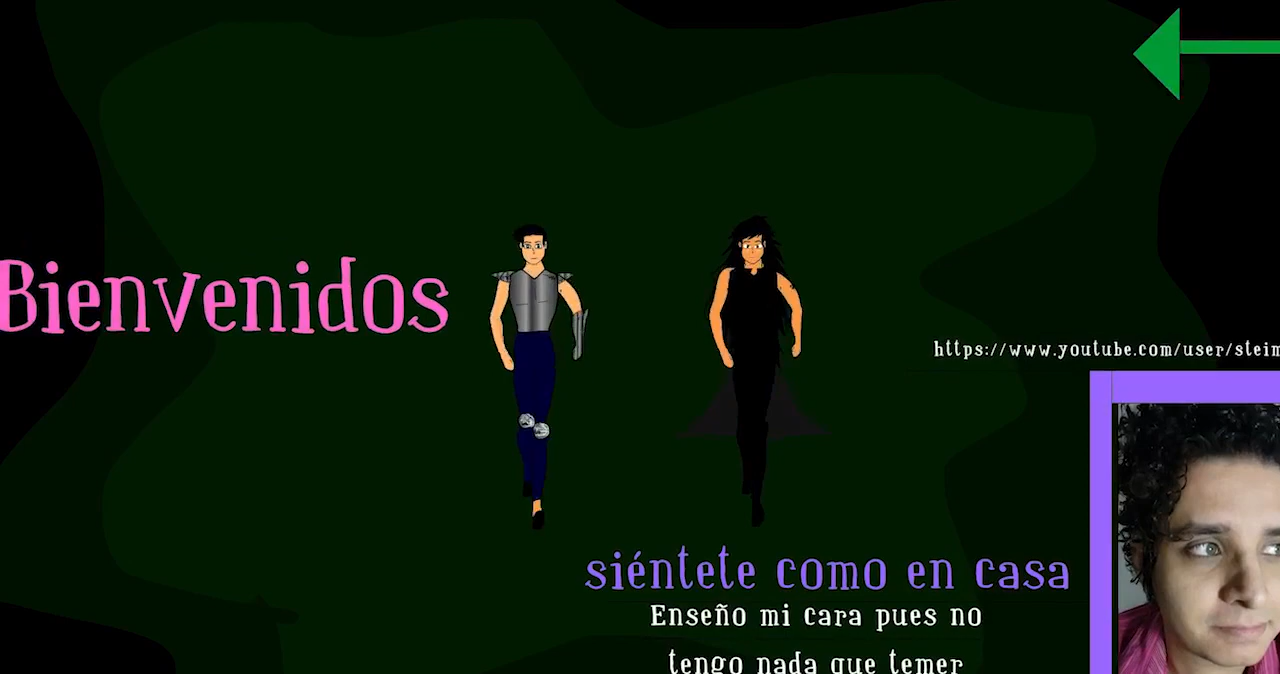 Bienvenidos
https://www.youtube.com/user/steim
siéntete como en casa
Enseño mi cara pues no
tengo nada que temer